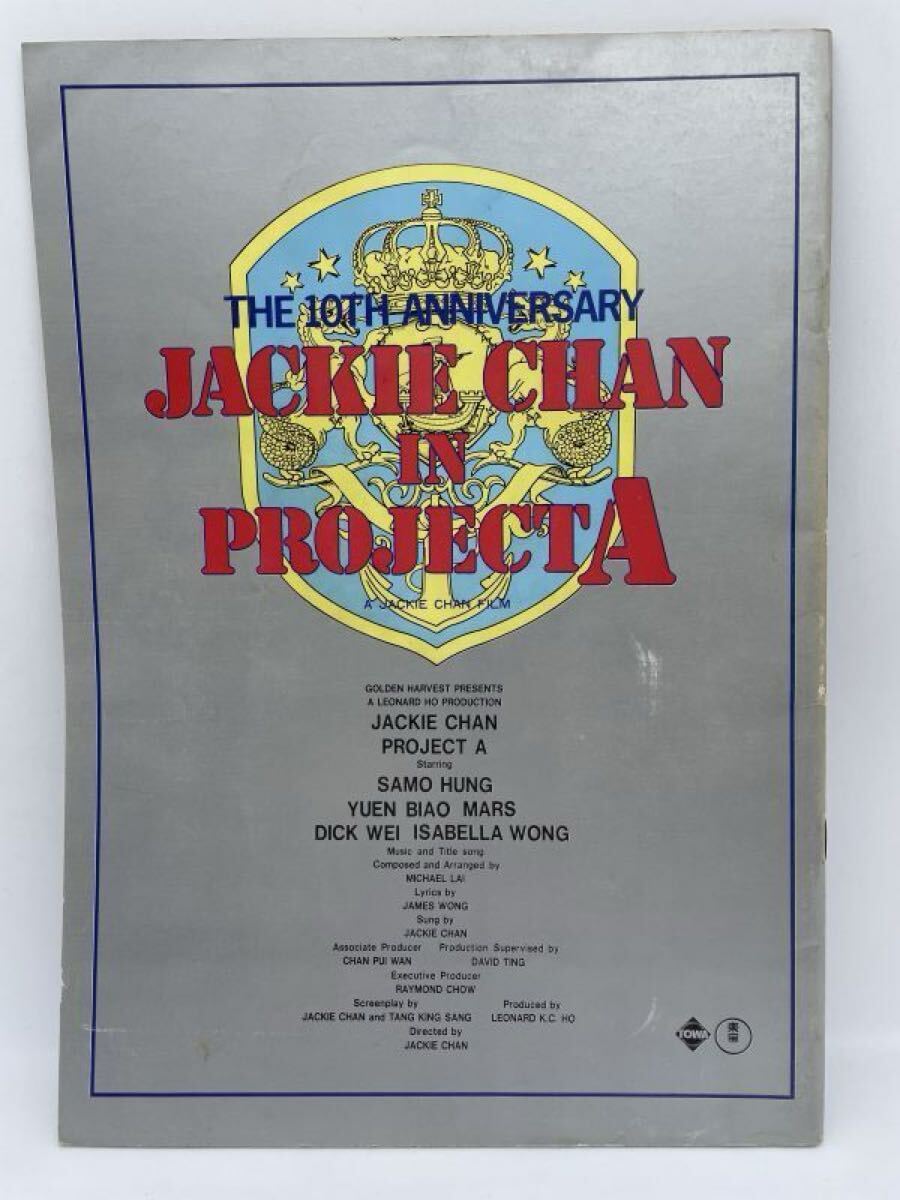 THE 10TH ANNIVERSARY
JACKIE CHAN
IN
PROJECT A
A JACKIE CHAN FILM
GOLDEN HARVEST PRESENTS
A LEONARD HO PRODUCTION
JACKIE CHAN
PROJECT A
Starring
SAMO HUNG
YUEN BIAO MARS
DICK WEI ISABELLA WONG
Music and Title song
Composed and Arranged by
MICHAEL LAI
Lyrics by
JAMES WONG
Sung by
JACKIE CHAN
Associate Producer Production Supervised by
CHAN PUI WAN DAVID TING
Executive Producer
RAYMOND CHOW
Screenplay by Produced by
JACKIE CHAN and TANG KING SANG LEONARD K.C. HO
Directed by
JACKIE CHAN
TOWA
東宝